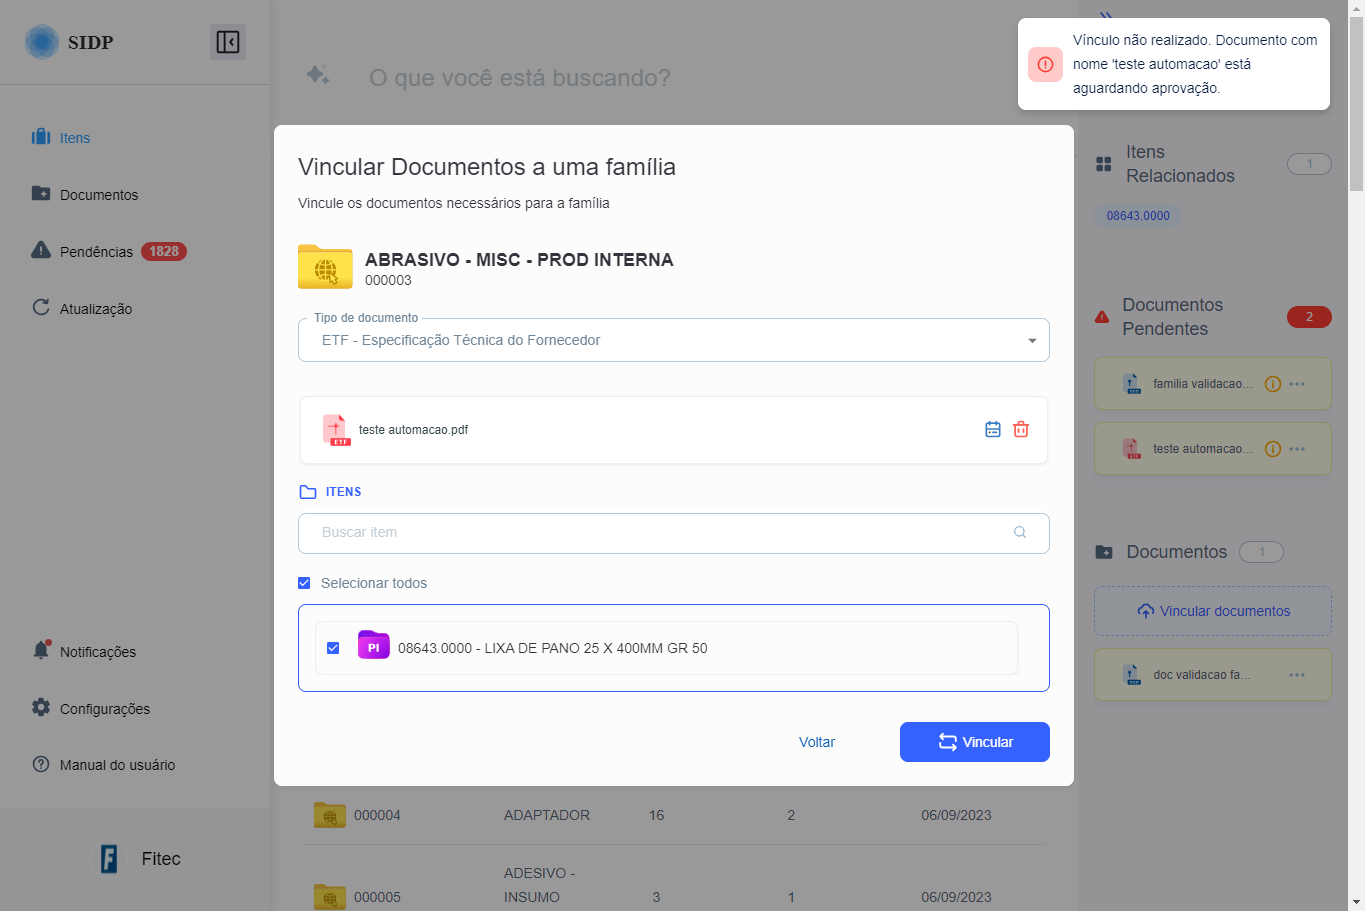 SIDP
Itens
Documentos
Pendências 1828
Atualização
Notificações
Configurações
Manual do usuário
Fitec
O que você está buscando?
Vincular Documentos a uma família
Vincule os documentos necessários para a família
ABRASIVO - MISC - PROD INTERNA
000003
Tipo de documento
ETF - Especificação Técnica do Fornecedor
ETF
teste automacao.pdf
ITENS
Buscar item
Selecionar todos
PI
08643.0000 - LIXA DE PANO 25 X 400MM GR 50
Voltar
Vincular
000004 ADAPTADOR 16 2 06/09/2023
ADESIVO -
000005 INSUMO 3 1 06/09/2023
Vínculo não realizado. Documento com
nome 'teste automacao' está
aguardando aprovação.
Itens
Relacionados 1
08643.0000
Documentos
Pendentes 2
familia validacao...
ETF
teste automacao...
Documentos 1
Vincular documentos
doc validacao fa...